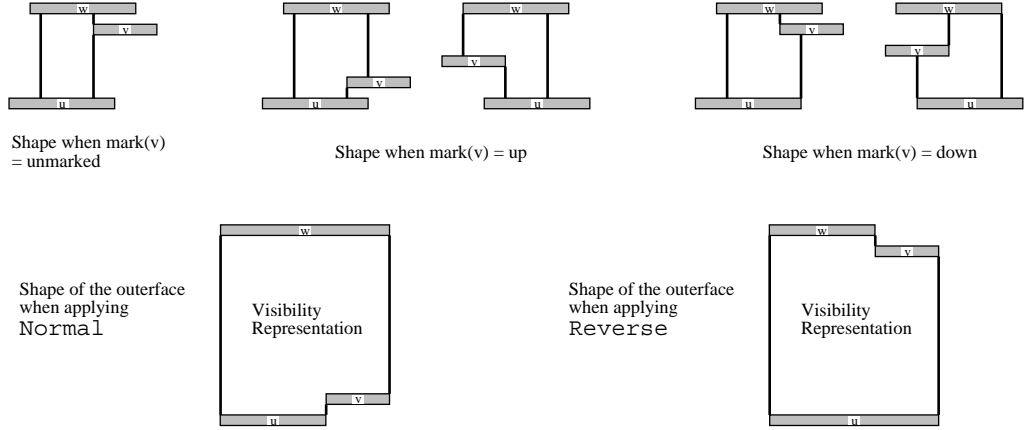 w
v
u
w
v
u
w
v
u
w
v
u
w
v
u
Shape when mark(v)
= unmarked
Shape when mark(v) = up
Shape when mark(v) = down
w
Shape of the outerface
when applying
Normal
Visibility
Representation
v
u
w
v
Shape of the outerface
when applying
Reverse
Visibility
Representation
u